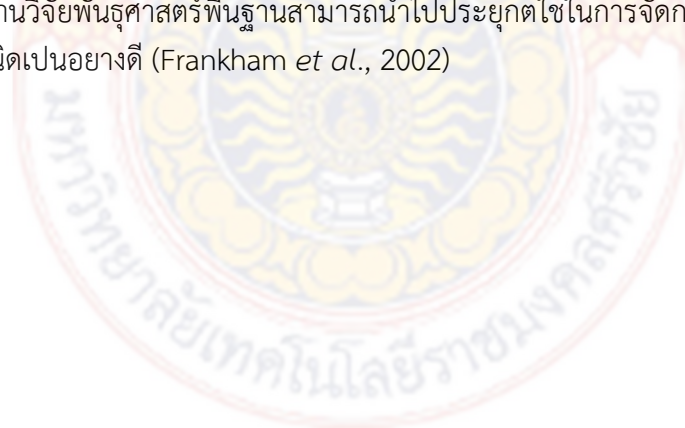 านวิจัยพันธุศาสตร์พื้นฐานสามารถนำไปประยุกตใชในการจัดก
นิดเปนอยางดี (Frankham et al., 2002)
มหาวิทยาลัยเทคโนโลยีราชมงคลศรีวิชัย